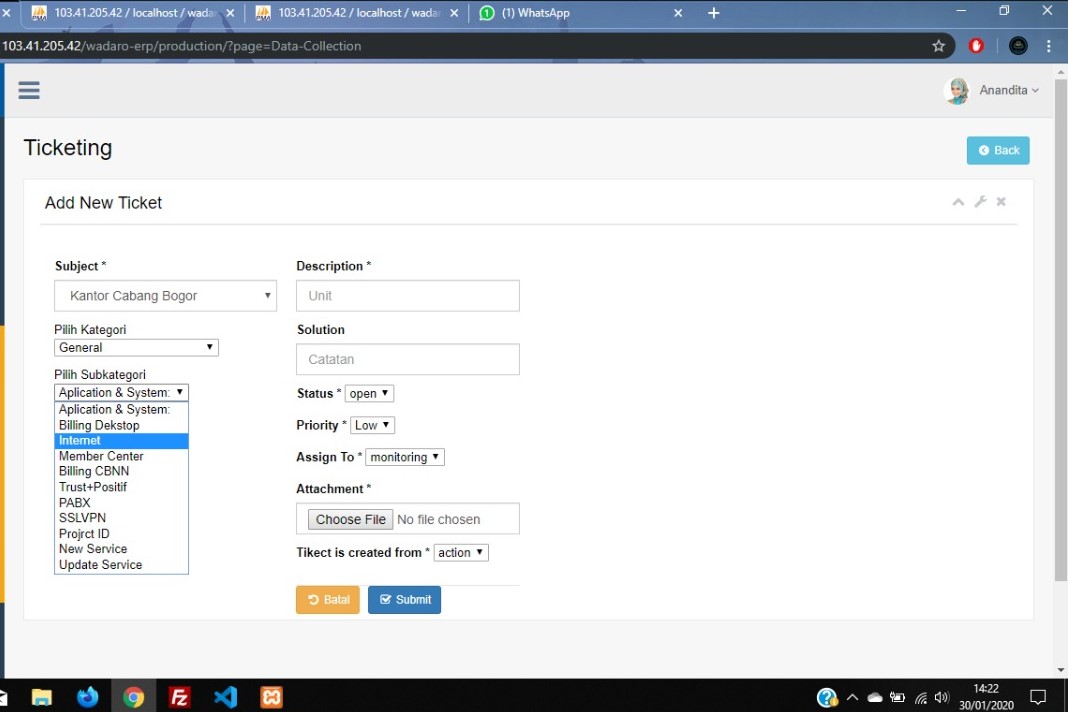 103.41.205.42 / localhost / wadar
103.41.205.42 / localhost / wadar
(1) WhatsApp
103.41.205.42/wadaro-erp/production/?page=Data-Collection
Anandita
Ticketing
Back
Add New Ticket
Subject *
Kantor Cabang Bogor
Pilih Kategori
General
Pilih Subkategori
Aplication & System:
Aplication & System:
Billing Dekstop
Internet
Member Center
Billing CBNN
Trust+Positif
PABX
SSLVPN
Projrct ID
New Service
Update Service
Description *
Unit
Solution
Catatan
Status * open
Priority * Low
Assign To * monitoring
Attachment *
Choose File No file chosen
Tikect is created from * action
Batal Submit
14:22
30/01/2020